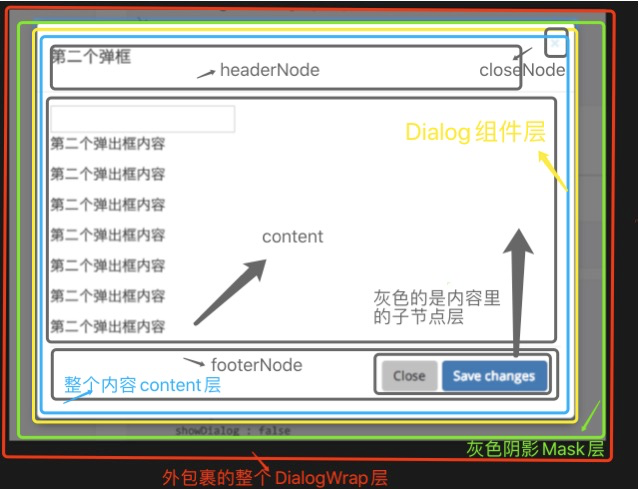 第二个弹框
headerNode
closeNode
×
Dialog 组件层
第二个弹出框内容
第二个弹出框内容
第二个弹出框内容
第二个弹出框内容
content
第二个弹出框内容
灰色的是内容里
的子节点层
第二个弹出框内容
第二个弹出框内容
footerNode
整个内容 content 层
Close
Save changes
showDialog : false
灰色阴影 Mask 层
外包裹的整个 DialogWrap 层